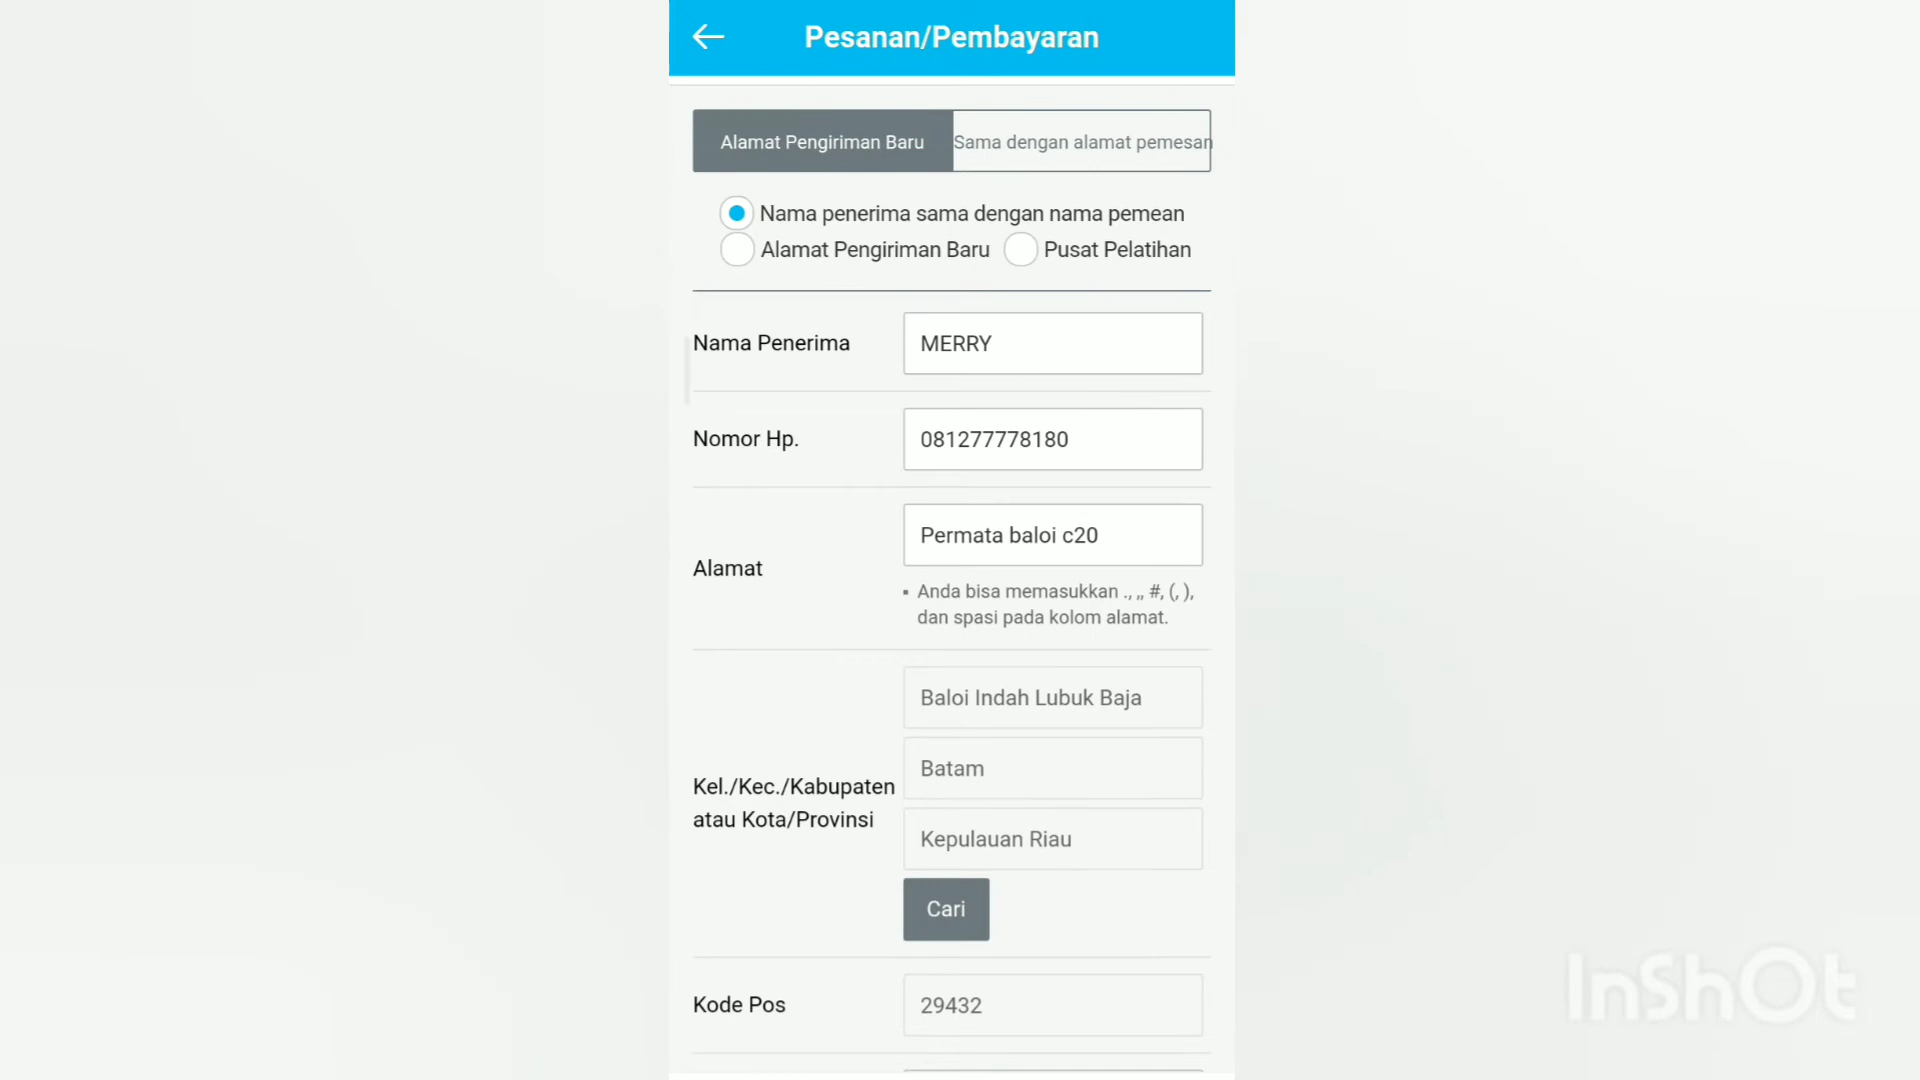 Pesanan/Pembayaran
Alamat Pengiriman Baru
Sama dengan alamat pemesan
Nama penerima sama dengan nama pemean
Alamat Pengiriman Baru
Pusat Pelatihan
Nama Penerima
MERRY
Nomor Hp.
081277778180
Alamat
Permata baloi c20
▪ Anda bisa memasukkan ., ,, #, (, ),
dan spasi pada kolom alamat.
Kel./Kec./Kabupaten
atau Kota/Provinsi
Baloi Indah Lubuk Baja
Batam
Kepulauan Riau
Cari
Kode Pos
29432
InShOt